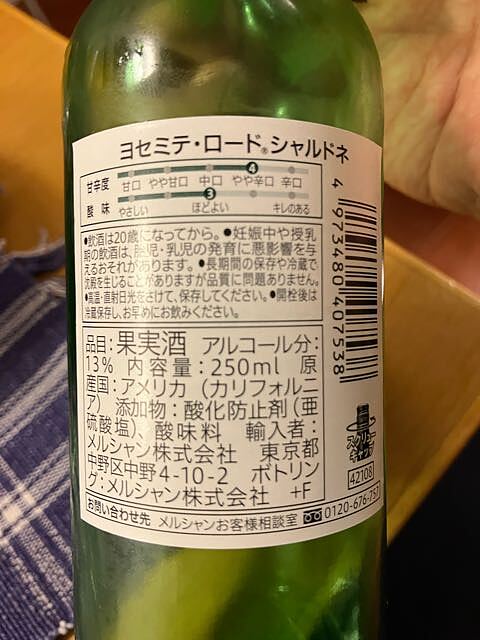 ヨセミテ・ロード®シャルドネ
甘辛度 4
甘口 やや甘口 中口 やや辛口 辛口
酸味 3
やさしい ほどよい キレのある
●飲酒は20歳になってから。●妊娠中や授乳
期の飲酒は、胎児・乳児の発育に悪影響を与
えるおそれがあります。●長期間の保存や冷蔵で
沈殿を生じることがありますが品質に問題ありません。
●高温・直射日光をさけて、保存してください。●開栓後は
冷蔵保存し、お早めにお飲みください。
品目:果実酒 アルコール分:
13% 内容量:250ml 原
産国:アメリカ(カリフォルニ
ア) 添加物:酸化防止剤(亜
硫酸塩)、酸味料 輸入者:
メルシャン株式会社 東京都
中野区中野4-10-2 ボトリン
グ:メルシャン株式会社 +F
お問い合わせ先 メルシャンお客様相談室 0120-676-757
4 973480 407538
スクリュー
キャップ
42108